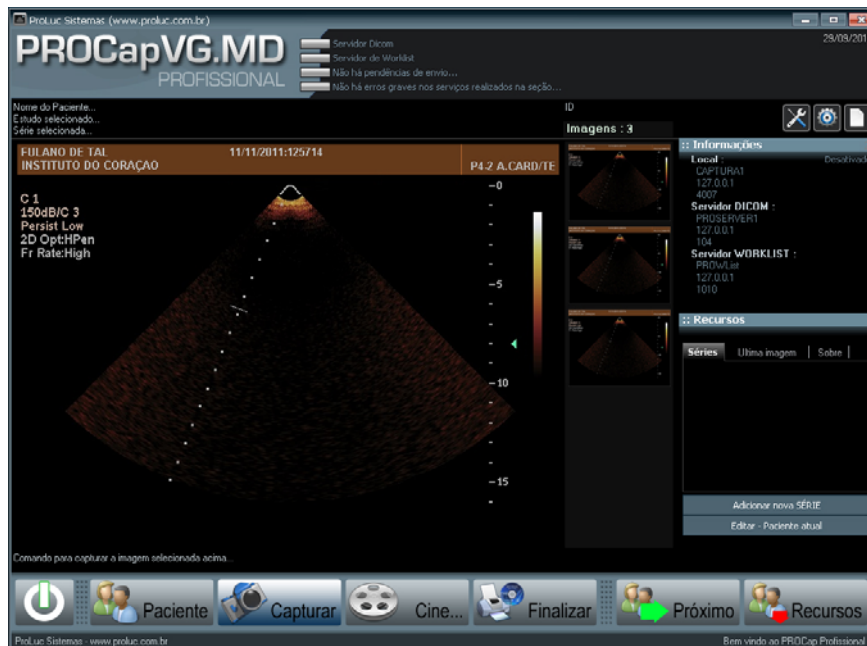 ProLuc Sistemas (www.proluc.com.br)
PROCapVG.MD
PROFISSIONAL
Servidor Dicom
Servidor de Worklist
Não há pendências de envio...
Não há erros graves nos serviços realizados na seção...
29/09/201
Nome do Paciente...
Estudo selecionado...
Série selecionada...
ID
Imagens : 3
FULANO DE TAL 11/11/2011:125714
INSTITUTO DO CORAÇAO P4-2 A.CARD/TE
C 1
150dB/C 3
Persist Low
2D Opt:HPen
Fr Rate:High
-0
-5
-10
-15
:: Informações
Local : Desativado
CAPTURA1
127.0.0.1
4007
Servidor DICOM :
PROSERVER1
127.0.0.1
104
Servidor WORKLIST :
PROWList
127.0.0.1
1010
:: Recursos
Séries Ultima imagem Sobre
Adicionar nova SÉRIE
Editar - Paciente atual
Comando para capturar a imagem selecionada acima...
Paciente Capturar Cine... Finalizar Próximo Recursos
ProLuc Sistemas - www.proluc.com.br Bem vindo ao PROCap Profissional